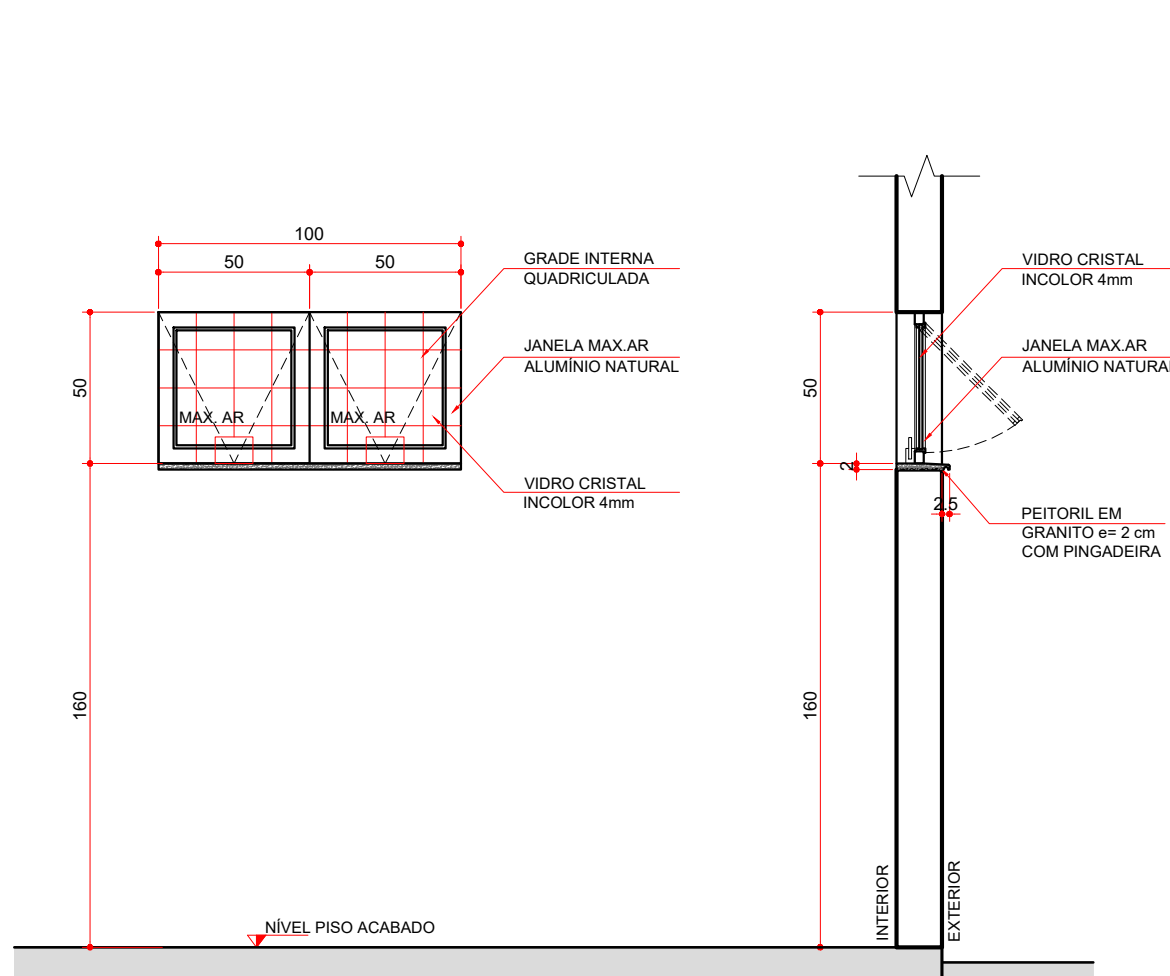 100
50
50
GRADE INTERNA
QUADRICULADA
VIDRO CRISTAL
INCOLOR 4mm
JANELA MAX.AR
ALUMÍNIO NATURAL
JANELA MAX.AR
ALUMÍNIO NATURAL
50
50
MAX. AR
MAX. AR
VIDRO CRISTAL
INCOLOR 4mm
2
2.5
PEITORIL EM
GRANITO e= 2 cm
COM PINGADEIRA
160
160
INTERIOR
EXTERIOR
NÍVEL PISO ACABADO